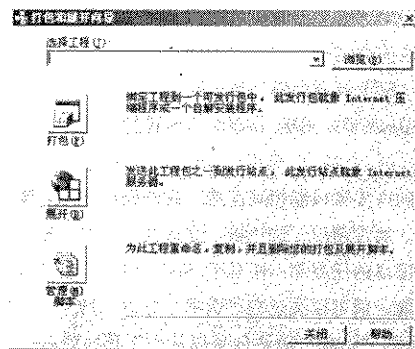 打包和展开向导
选择工程(S)
浏览(B)
绑定工程到一个可发行包中,此发行包就象 Internet 压
缩程序或一个自解安装程序。
打包(P)
发送此工程包之一到发行站点,此发行站点就象 Internet
服务器。
展开(D)
为此工程重命名,复制,并且删除您的打包及展开脚本。
管理(M)
脚本
关闭
帮助